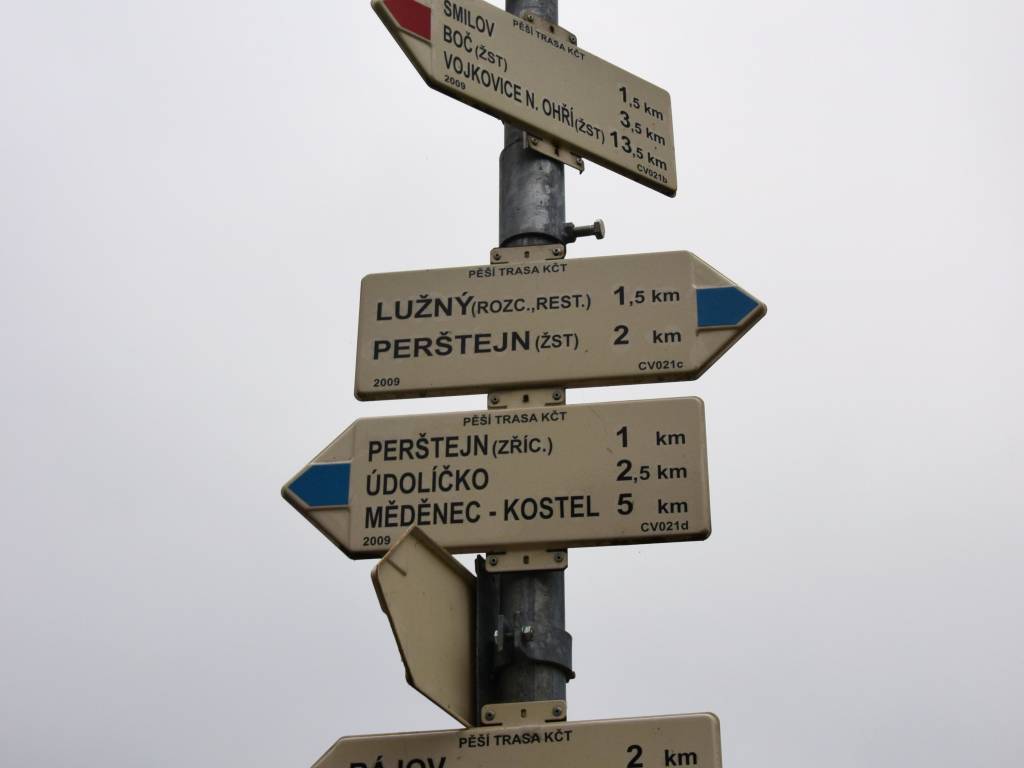 PĚŠÍ TRASA KČT
SMILOV 1,5 km
BOČ (ŽST) 3,5 km
VOJKOVICE N. OHŘÍ (ŽST) 13,5 km
2009 CV021b
PĚŠÍ TRASA KČT
LUŽNÝ (ROZC.,REST.) 1,5 km
PERŠTEJN (ŽST) 2 km
2009 CV021c
PĚŠÍ TRASA KČT
PERŠTEJN (ZŘÍC.) 1 km
ÚDOLÍČKO 2,5 km
MĚDĚNEC - KOSTEL 5 km
2009 CV021d
PĚŠÍ TRASA KČT
PÁJOV 2 km